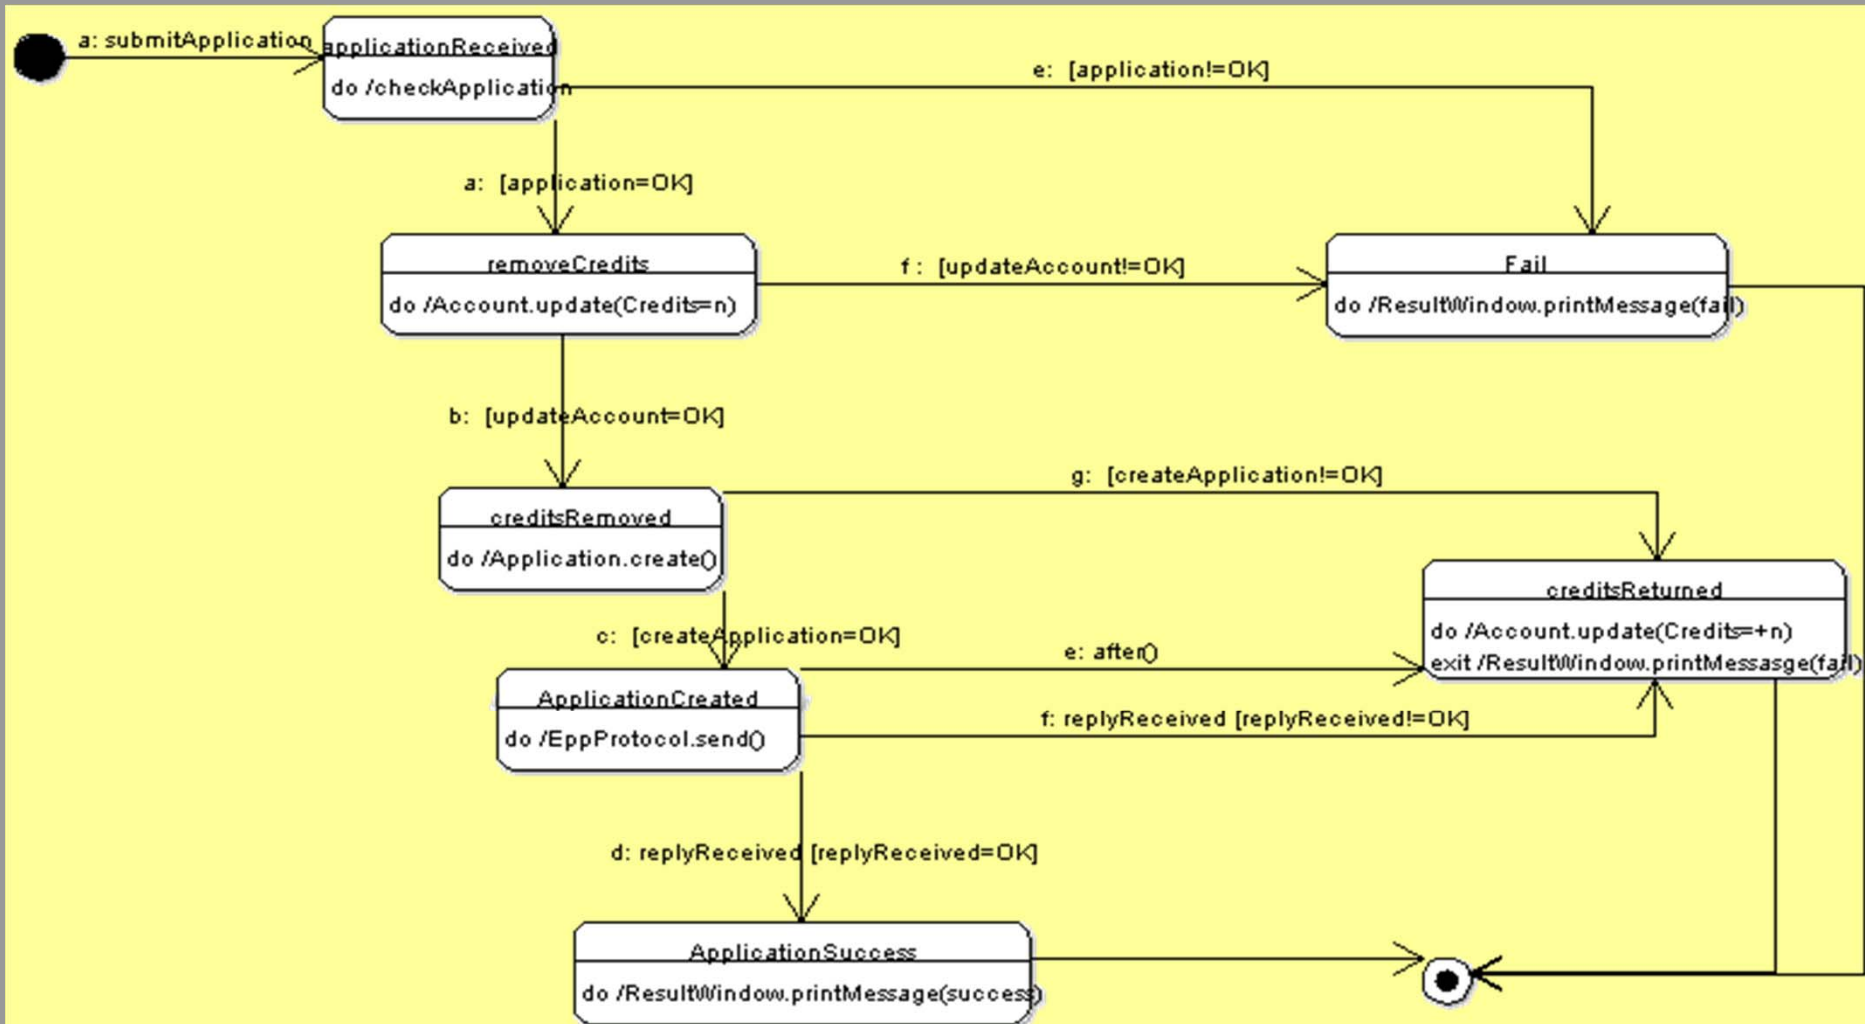 a: submitApplication
applicationReceived
do /checkApplication
e: [application!=OK]
a: [application=OK]
removeCredits
do /Account.update(Credits=n)
f : [updateAccount!=OK]
Fail
do /ResultWindow.printMessage(fail)
b: [updateAccount=OK]
g: [createApplication!=OK]
creditsRemoved
do /Application.create()
creditsReturned
do /Account.update(Credits=+n)
exit /ResultWindow.printMessasge(fail)
c: [createApplication=OK]
e: after()
ApplicationCreated
do /EppProtocol.send()
f: replyReceived [replyReceived!=OK]
d: replyReceived [replyReceived=OK]
ApplicationSuccess
do /ResultWindow.printMessage(success)